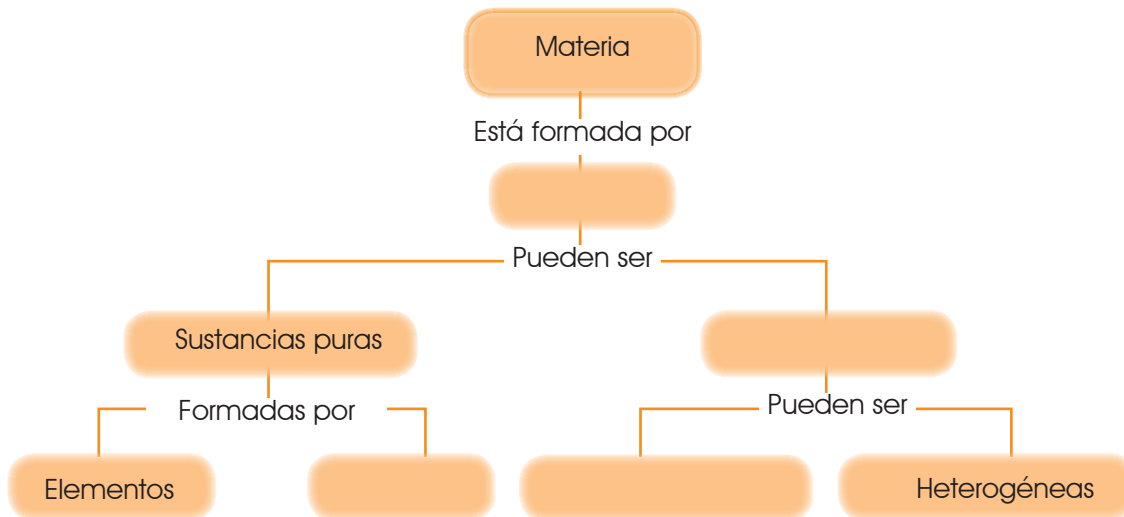 Materia
Está formada por
Pueden ser
Sustancias puras
Formadas por
Pueden ser
Elementos
Heterogéneas